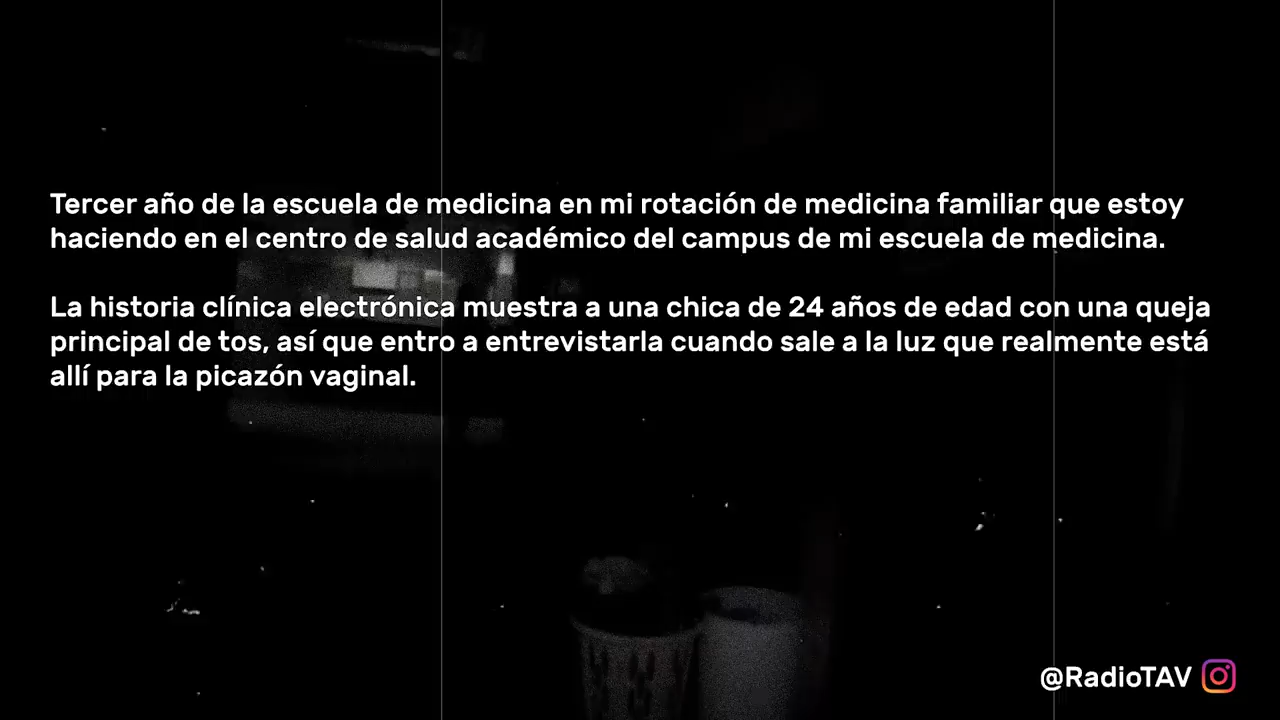 Tercer año de la escuela de medicina en mi rotación de medicina familiar que estoy
haciendo en el centro de salud académico del campus de mi escuela de medicina.
La historia clínica electrónica muestra a una chica de 24 años de edad con una queja
principal de tos, así que entro a entrevistarla cuando sale a la luz que realmente está
allí para la picazón vaginal.
@RadioTAV